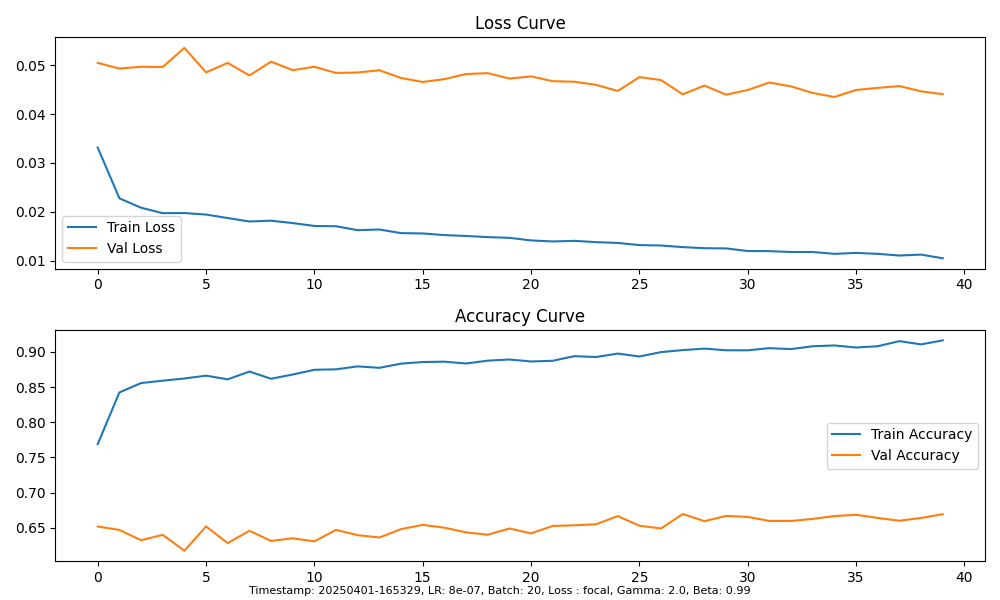 Loss Curve
0.05
0.04
0.03
0.02
0.01
Train Loss
Val Loss
0 5 10 15 20 25 30 35 40
Accuracy Curve
0.90
0.85
0.80
0.75
0.70
0.65
Train Accuracy
Val Accuracy
0 5 10 15 20 25 30 35 40
Timestamp: 20250401-165329, LR: 8e-07, Batch: 20, Loss : focal, Gamma: 2.0, Beta: 0.99